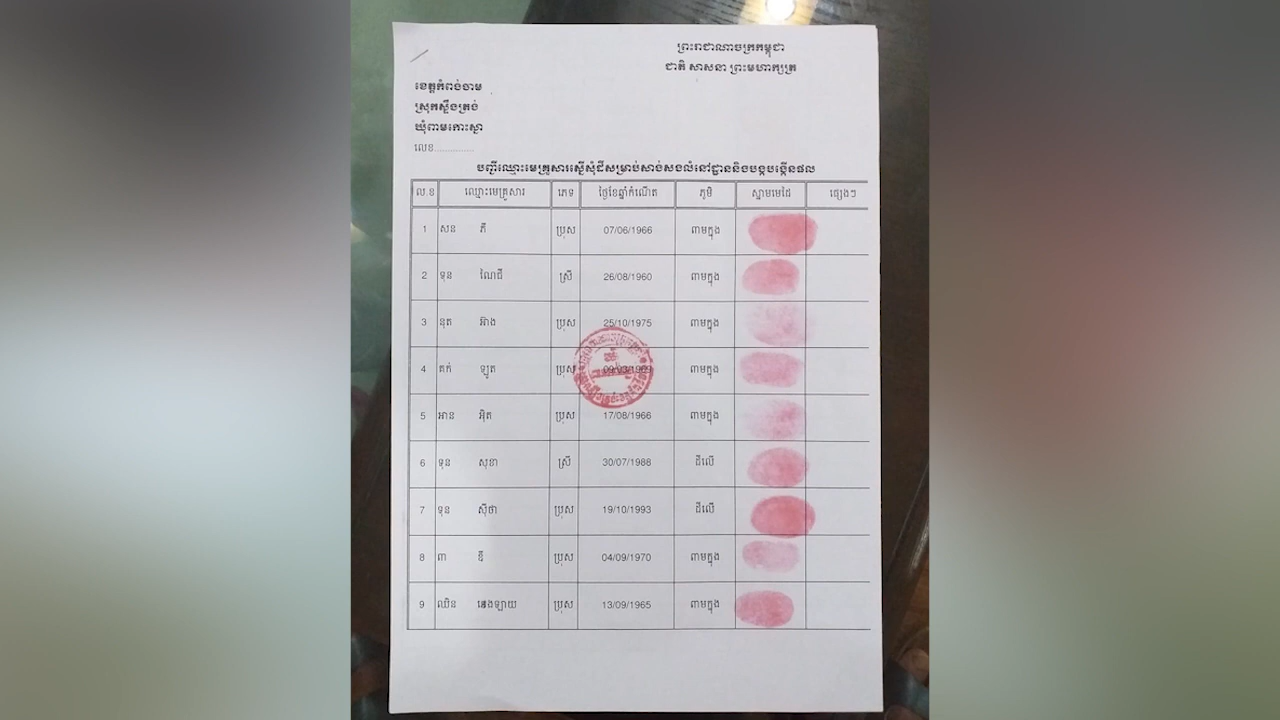 ព្រះរាជាណាចក្រកម្ពុជា
ជាតិ សាសនា ព្រះមហាក្សត្រ
ខេត្តកំពង់ចាម
ស្រុកស្ទឹងត្រង់
ឃុំពាមកោះស្នា
លេខ...............
បញ្ជីឈ្មោះមេគ្រួសារស្នើសុំដីសម្រាប់សាងសងលំនៅដ្ឋាននិងបង្កបង្កើនផល
ល.ខ ឈ្មោះមេគ្រួសារ ភេទ ថ្ងៃខែឆ្នាំកំណើត ភូមិ ស្នាមមេដៃ ផ្សេងៗ
1 សន ភី ប្រុស 07/06/1966 ពាមក្នុង
2 ទុន ណៃជី ស្រី 26/08/1960 ពាមក្នុង
3 នុត អ៊ាង ប្រុស 25/10/1975 ពាមក្នុង
4 គក់ ឡូត ប្រុស ពាមក្នុង
5 អាន អ៊ិត ប្រុស 17/08/1966 ពាមក្នុង
6 ទុន សុខា ស្រី 30/07/1988 ដីលើ
7 ទុន ស៊ីថា ប្រុស 19/10/1993 ដីលើ
8 ពា ឌី ប្រុស 04/09/1970 ពាមក្នុង
9 ឈិន ប្រុស 13/09/1965 ពាមក្នុង